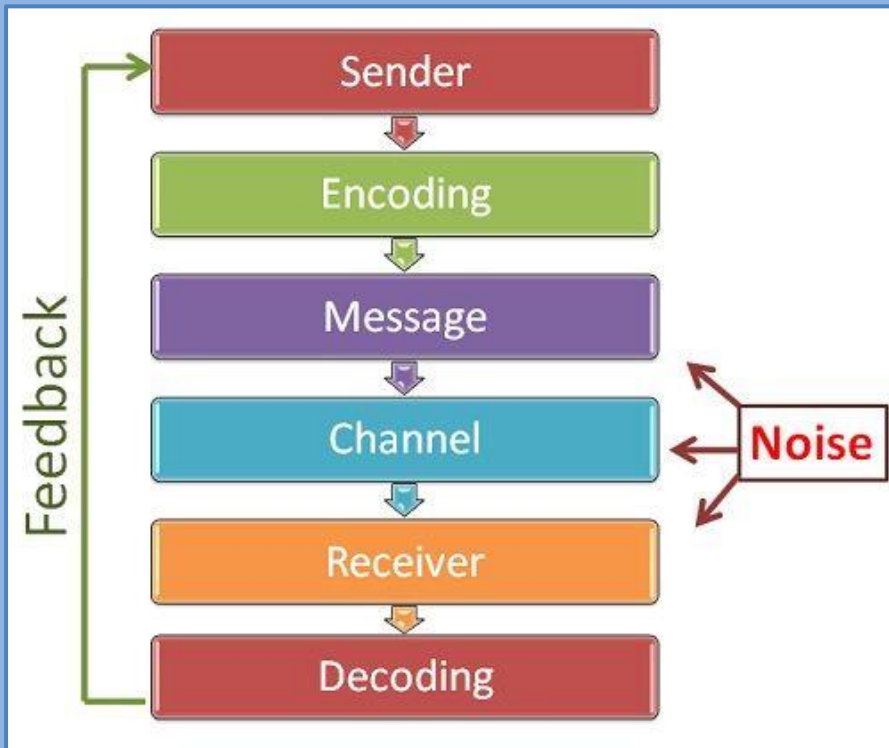 Sender
Encoding
Message
Channel
Receiver
Decoding
Feedback
Noise